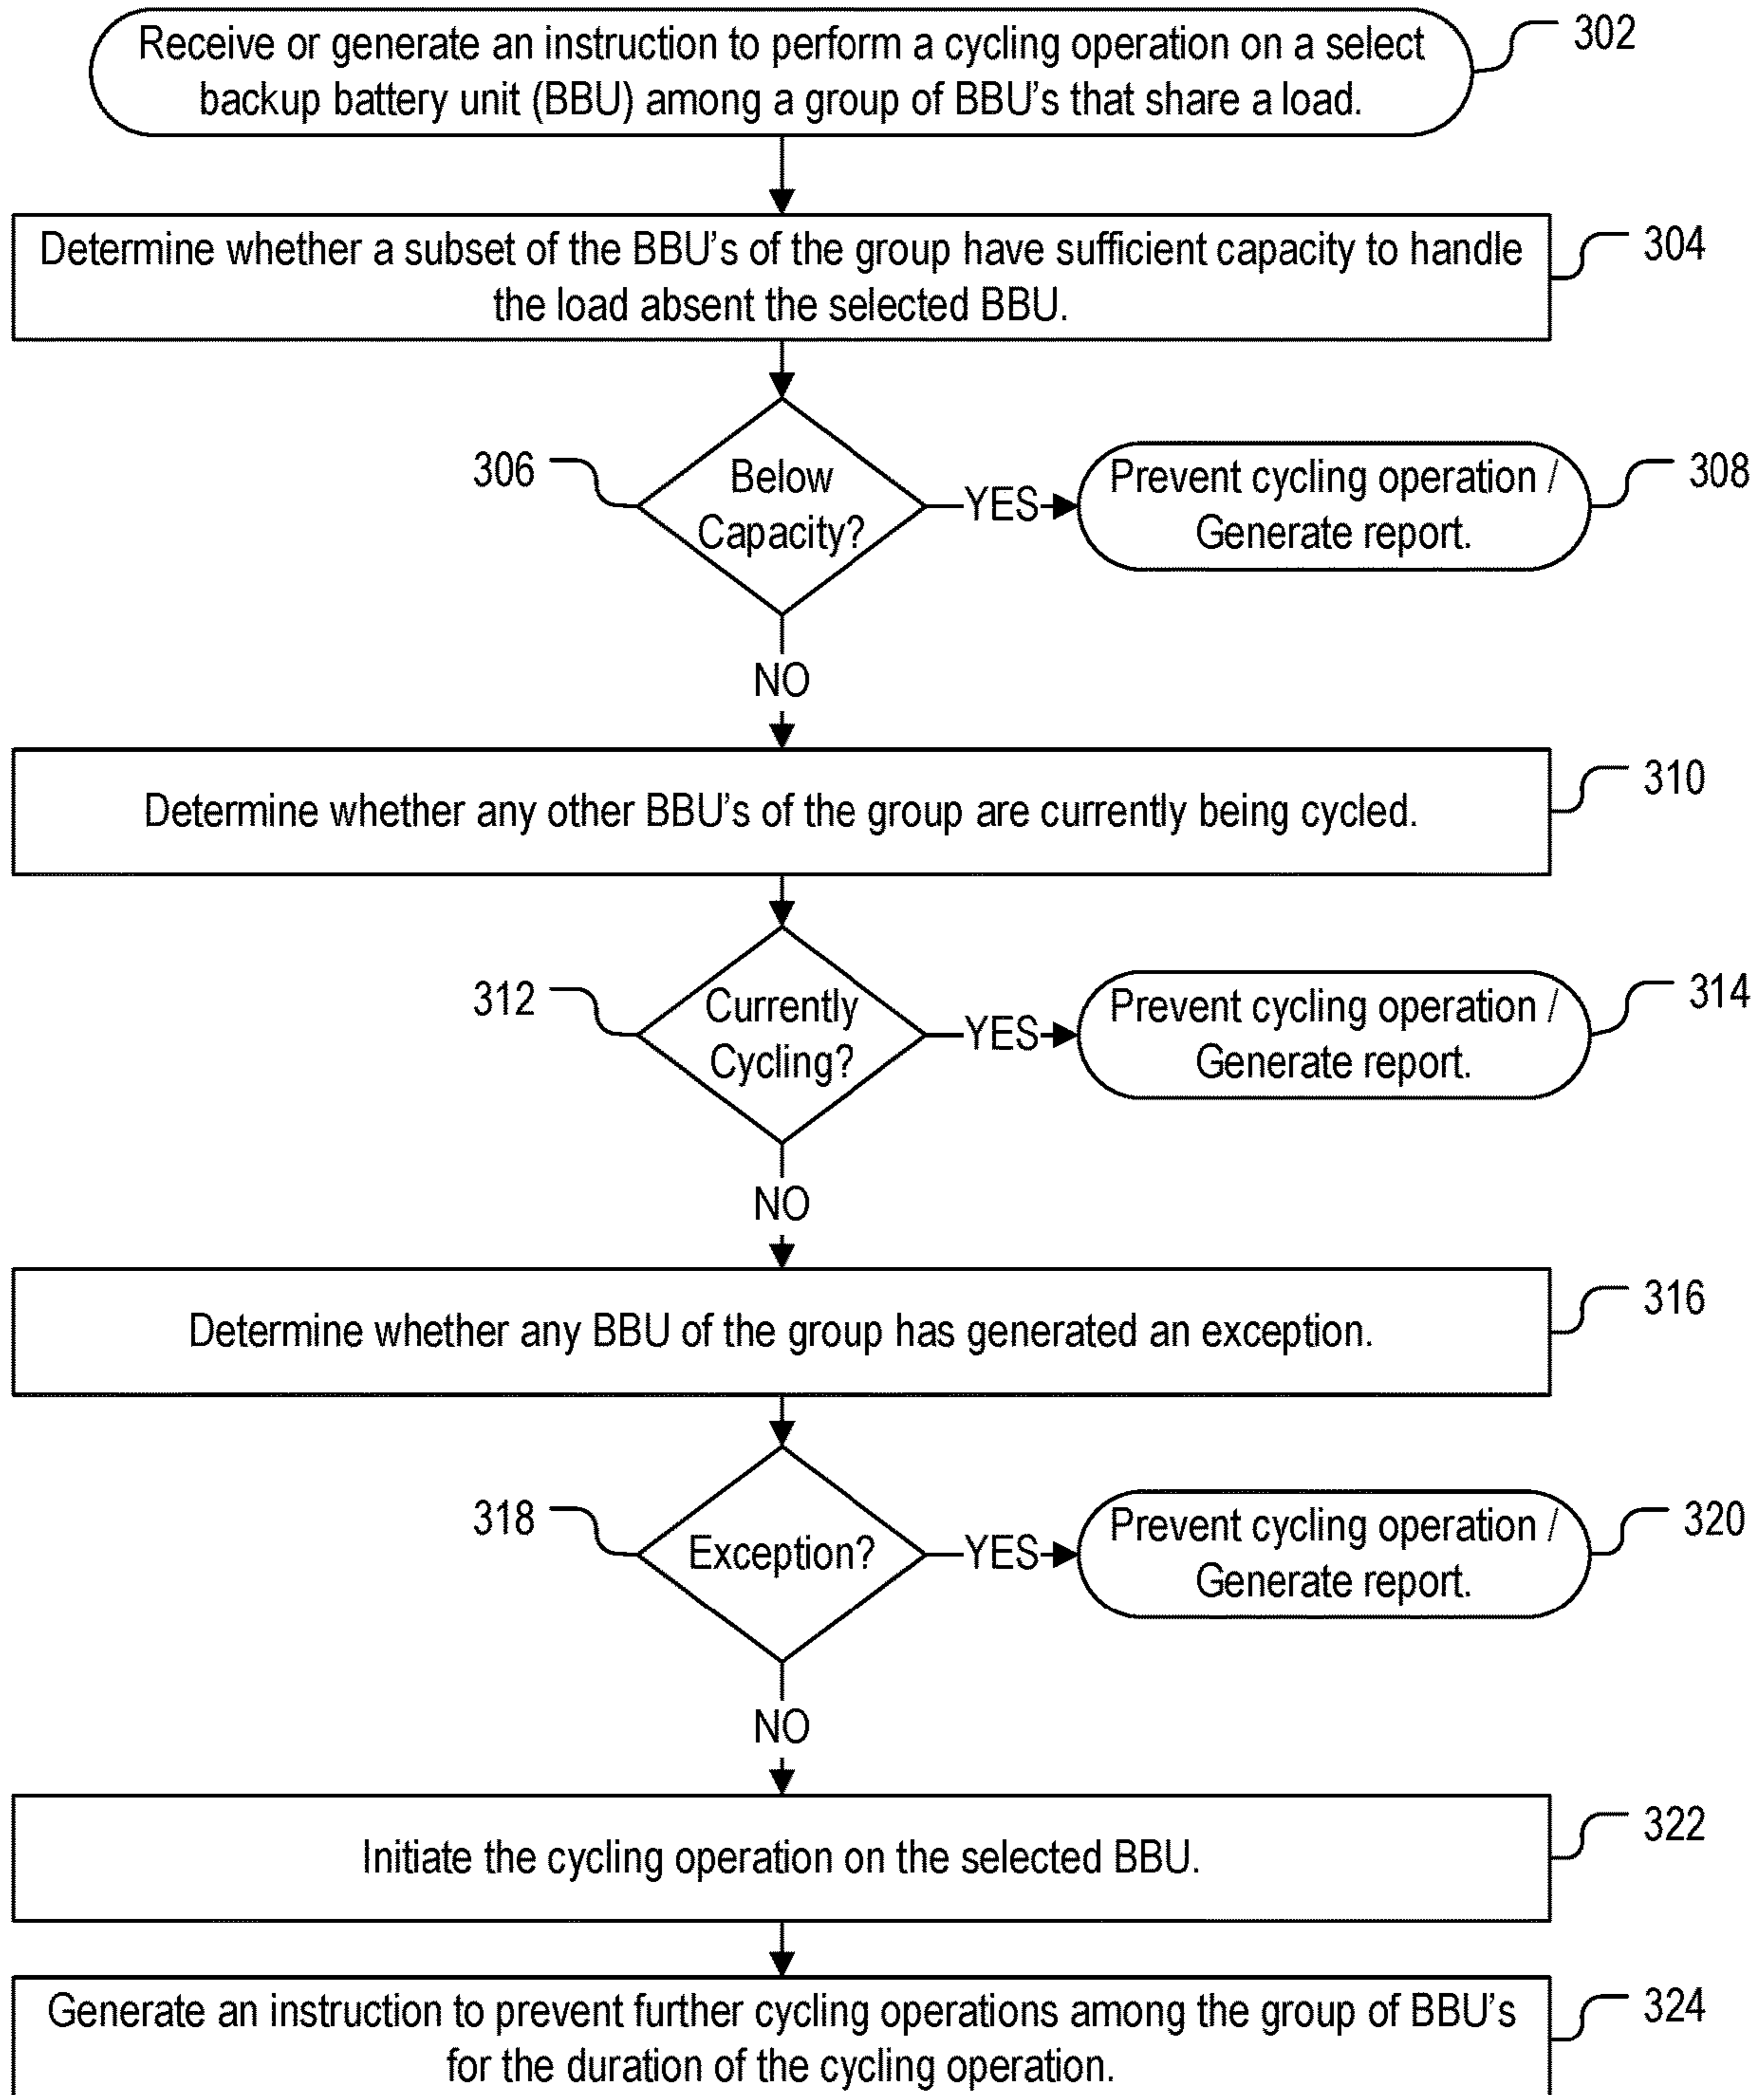 Receive or generate an instruction to perform a cycling operation on a select
backup battery unit (BBU) among a group of BBU's that share a load.
302
Determine whether a subset of the BBU's of the group have sufficient capacity to handle
the load absent the selected BBU.
304
306
Below
Capacity?
YES
Prevent cycling operation /
Generate report.
308
NO
Determine whether any other BBU's of the group are currently being cycled.
310
312
Currently
Cycling?
YES
Prevent cycling operation /
Generate report.
314
NO
Determine whether any BBU of the group has generated an exception.
316
318
Exception?
YES
Prevent cycling operation /
Generate report.
320
NO
Initiate the cycling operation on the selected BBU.
322
Generate an instruction to prevent further cycling operations among the group of BBU's
for the duration of the cycling operation.
324